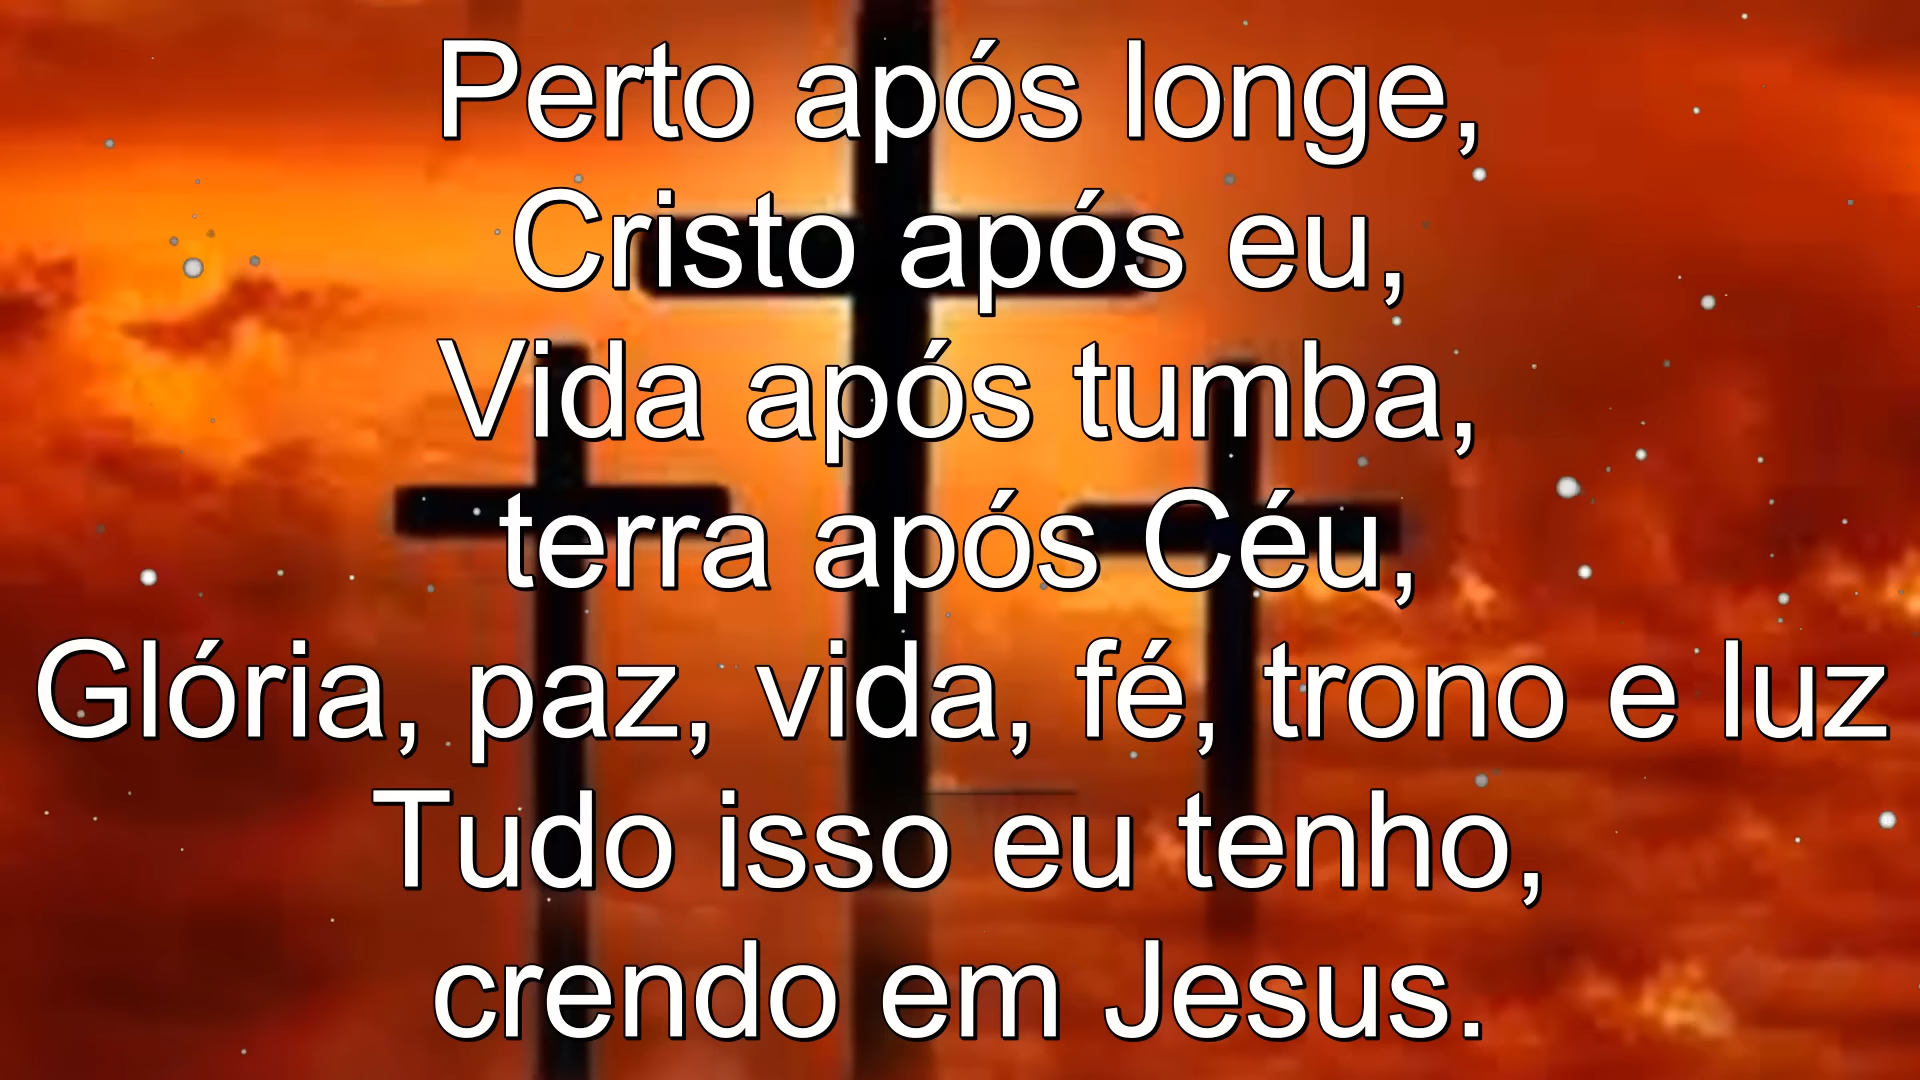 Perto após longe,
Cristo após eu,
Vida após tumba,
terra após Céu,
Glória, paz, vida, fé, trono e luz
Tudo isso eu tenho,
crendo em Jesus.